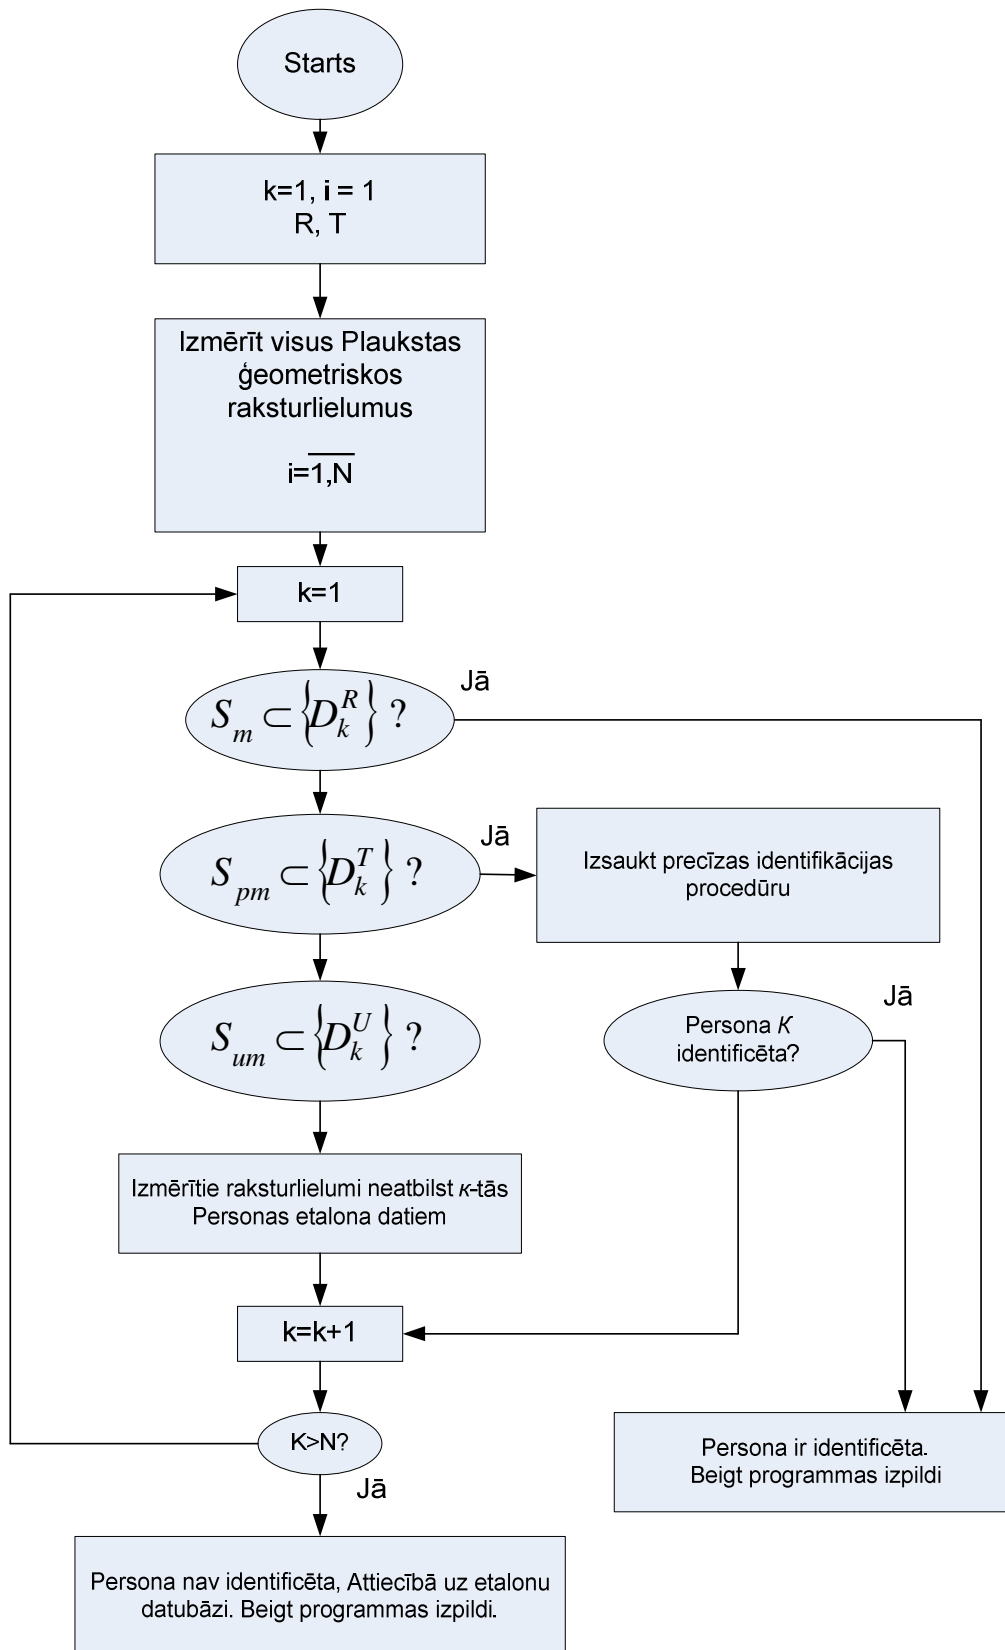 Starts
k=1, i = 1
R, T
Izmērīt visus Plaukstas
ģeometriskos
raksturlielumus
i=1,N
k=1
Jā
S_m ⊂ {D_k^R} ?
Jā
S_pm ⊂ {D_k^T} ?
Izsaukt precīzas identifikācijas
procedūru
S_um ⊂ {D_k^U} ?
Jā
Persona K
identificēta?
Izmērītie raksturlielumi neatbilst κ-tās
Personas etalona datiem
k=k+1
K>N?
Jā
Persona ir identificēta.
Beigt programmas izpildi
Persona nav identificēta, Attiecībā uz etalonu
datubāzi. Beigt programmas izpildi.